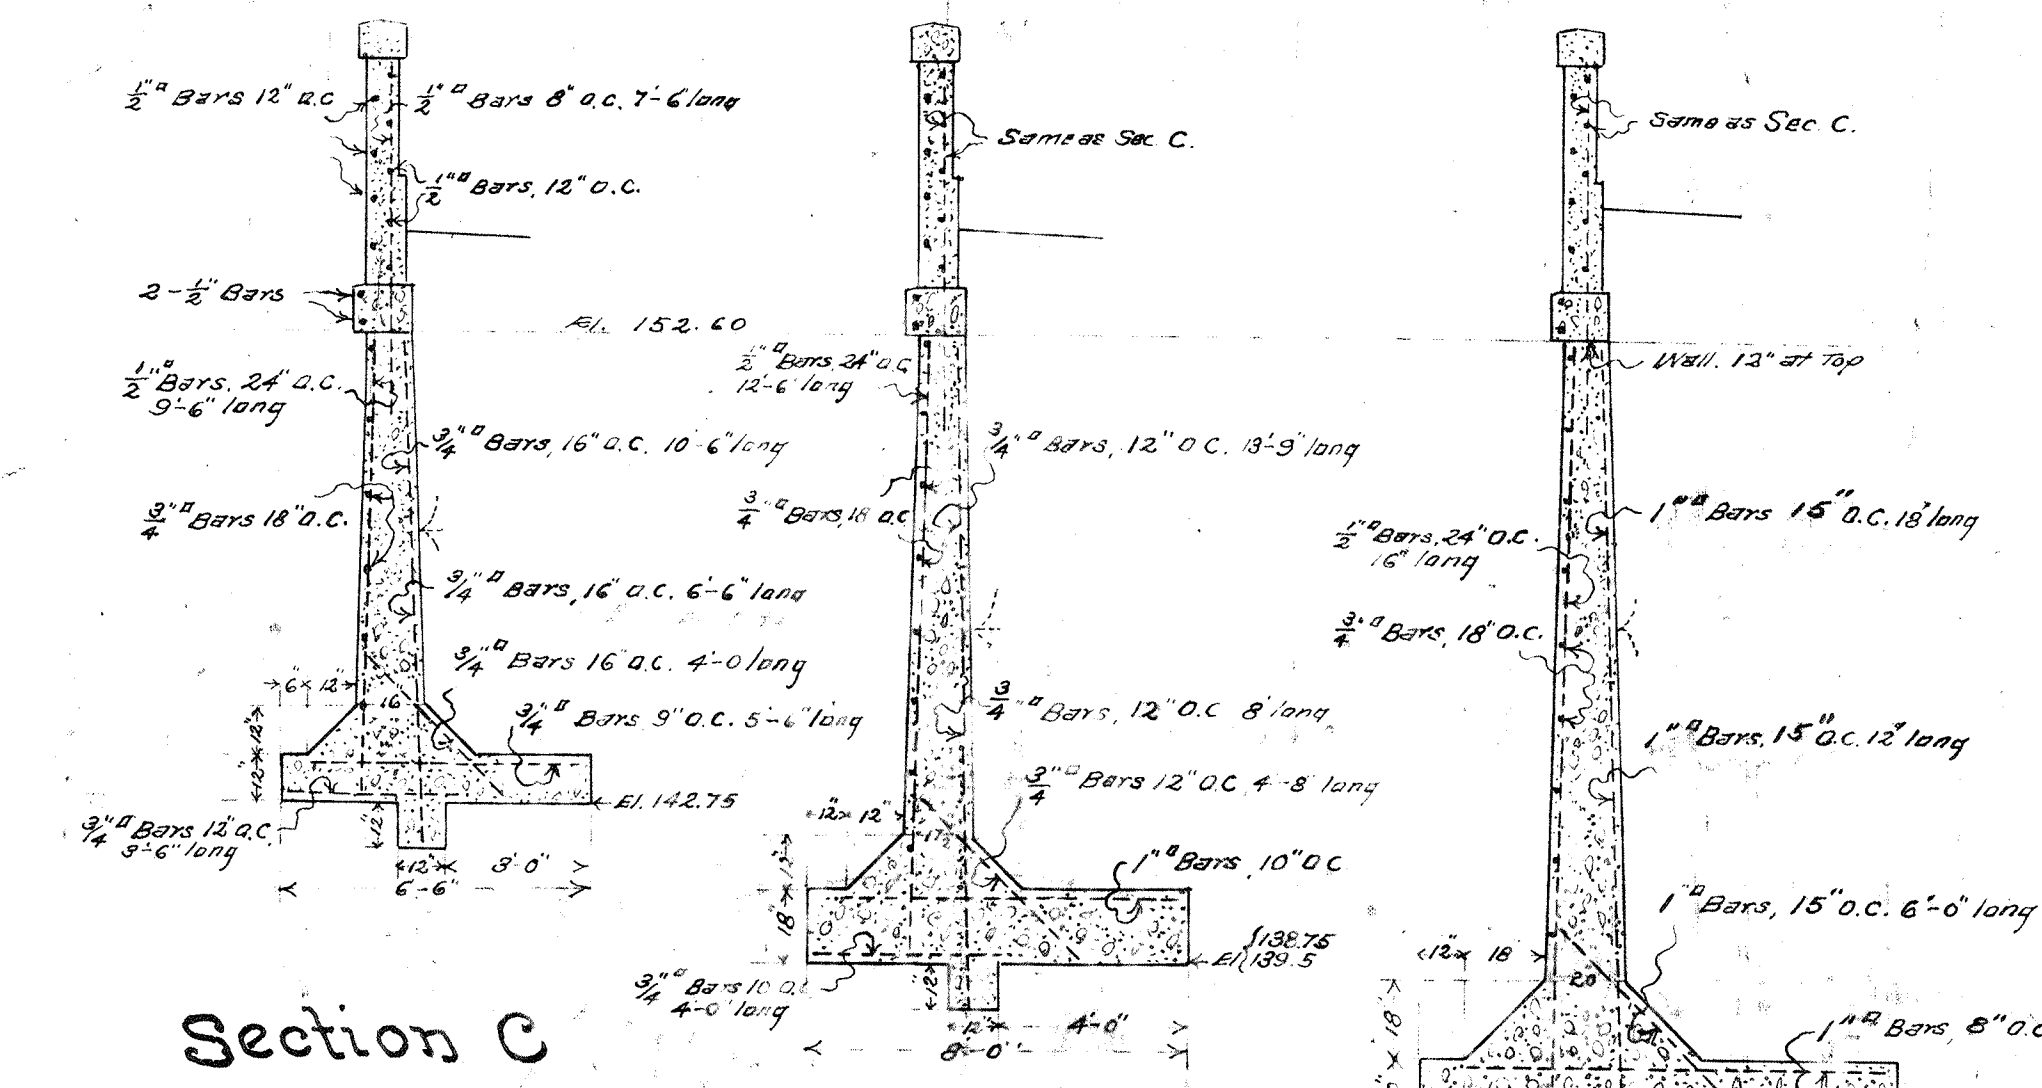 1/2"□ Bars 12" O.C.
1/2"□ Bars 8" O.C. 7'-6" long
1/2"□ Bars, 12" O.C.
2-1/2" Bars
El. 152.60
1/2"□ Bars, 24" O.C.
9'-6" long
3/4"□ Bars, 16" O.C. 10'-6" long
3/4"□ Bars 18" O.C.
3/4"□ Bars, 16" O.C. 6'-6" long
3/4"□ Bars 16" O.C. 4'-0 long
3/4"□ Bars 9" O.C. 5'-6" long
6" 12"
16"
12" 12"
El. 142.75
3/4"□ Bars 12" O.C.
3'-6" long
12"
12" 3'-0"
6'-6"
Section C
Same as Sec. C.
1/2"□ Bars, 24" O.C.
12'-6" long
3/4"□ Bars, 12" O.C. 13'-9" long
3/4"□ Bars, 18 O.C.
3/4"□ Bars, 12" O.C 8' long
3/4"□ Bars 12" O.C 4'-8" long
12" 12"
17 1/2
18" 12"
1"□ Bars, 10" O.C
138.75
El. 139.5
3/4"□ Bars 10 O.C.
4'-0" long
12"
12" 4'-0"
8'-0"
Same as Sec. C.
Wall. 12" at Top
1"□ Bars 15" O.C. 18' long
1/2"□ Bars, 24" O.C.
16" long
3/4"□ Bars, 18" O.C.
1"□ Bars, 15" O.C. 12' long
1"□ Bars, 15" O.C. 6'-0" long
12" 18
20"
18"
1"□ Bars, 8" O.C